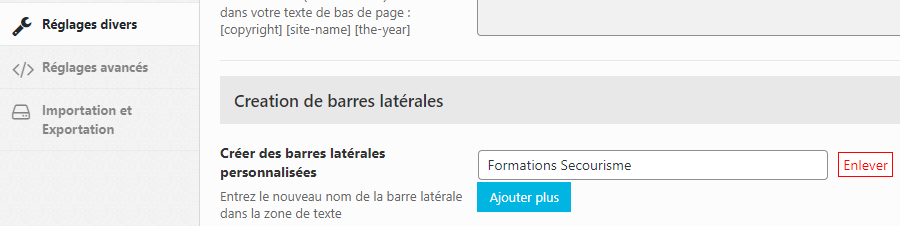 Réglages divers
Réglages avancés
Importation et
Exportation
dans votre texte de bas de page :
[copyright] [site-name] [the-year]
Creation de barres latérales
Créer des barres latérales
personnalisées
Entrez le nouveau nom de la barre latérale
dans la zone de texte
Formations Secourisme
Enlever
Ajouter plus